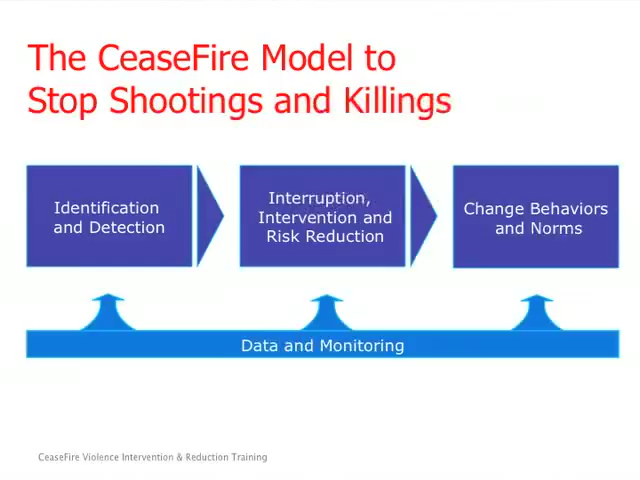 The CeaseFire Model to
Stop Shootings and Killings
Identification
and Detection
Interruption,
Intervention and
Risk Reduction
Change Behaviors
and Norms
Data and Monitoring
CeaseFire Violence Intervention & Reduction Training